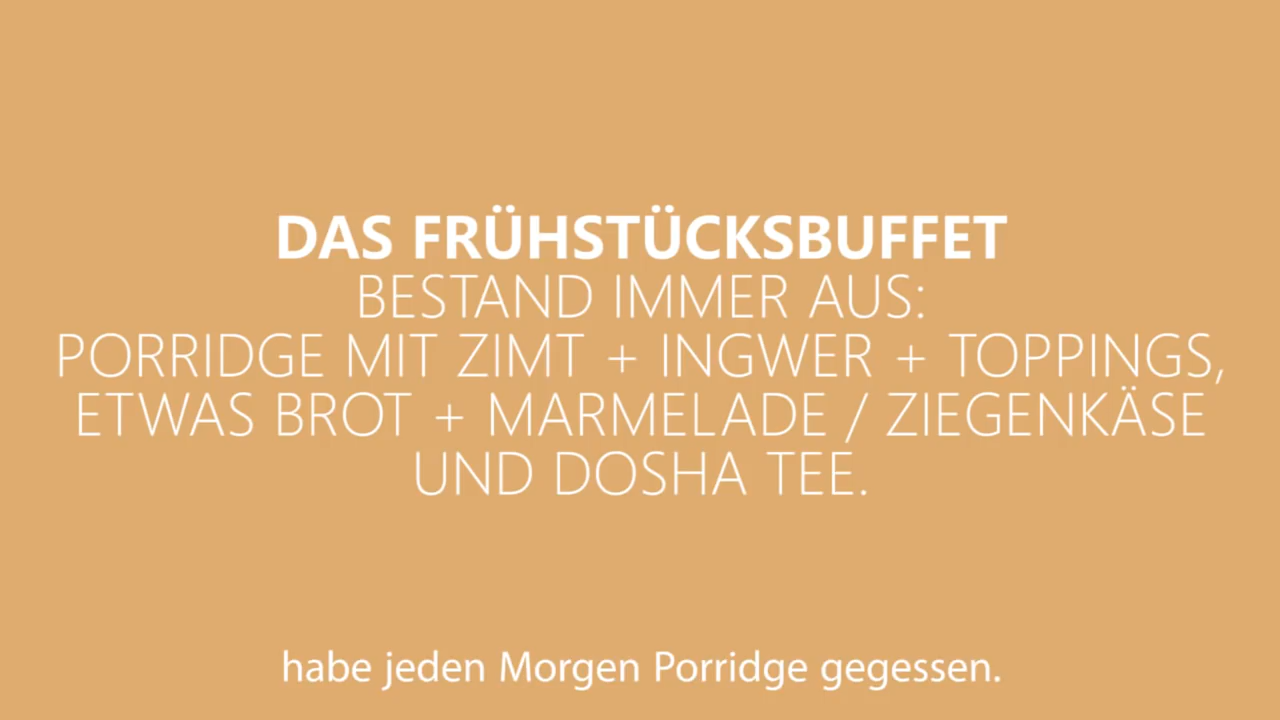 DAS FRÜHSTÜCKSBUFFET
BESTAND IMMER AUS:
PORRIDGE MIT ZIMT + INGWER + TOPPINGS,
ETWAS BROT + MARMELADE / ZIEGENKÄSE
UND DOSHA TEE.
habe jeden Morgen Porridge gegessen.